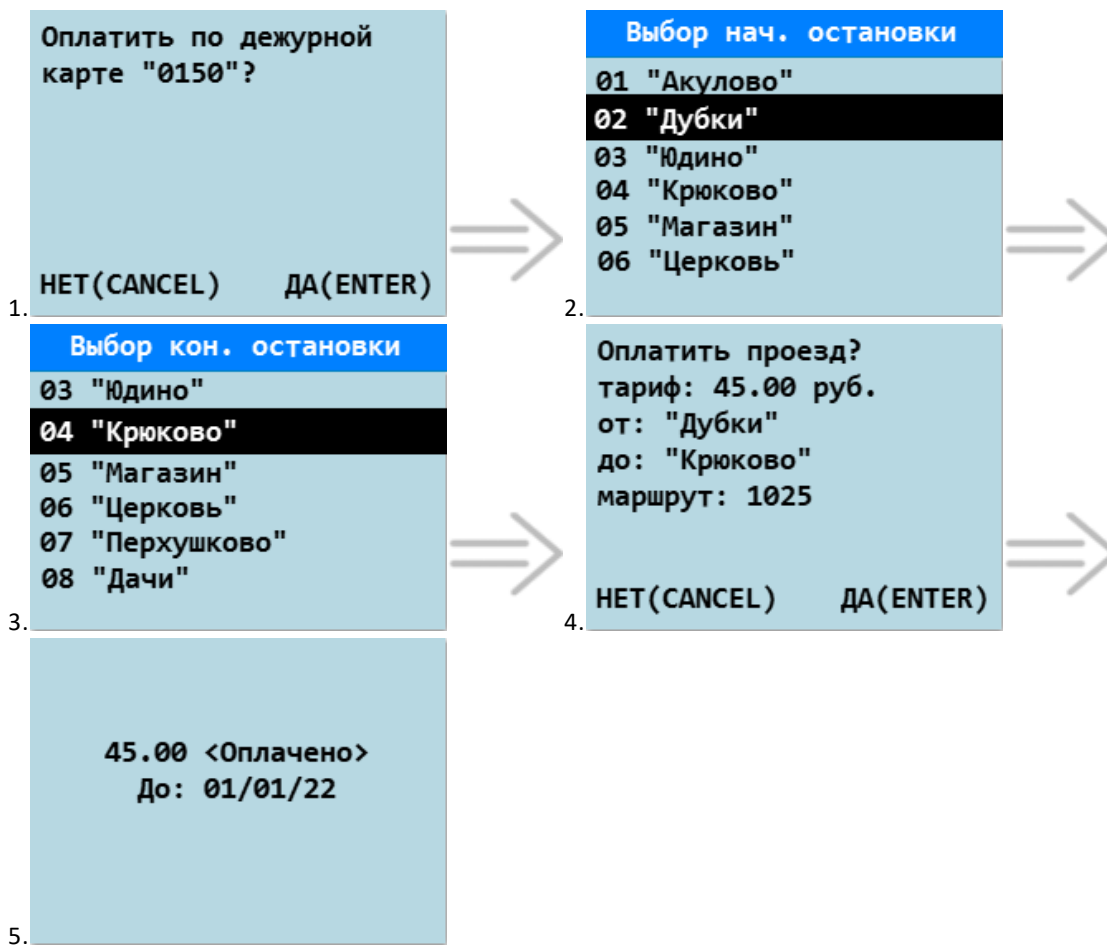 Оплатить по дежурной
карте "0150"?
НЕТ(CANCEL) ДА(ENTER)
1.
Выбор нач. остановки
01 "Акулово"
02 "Дубки"
03 "Юдино"
04 "Крюково"
05 "Магазин"
06 "Церковь"
2.
Выбор кон. остановки
03 "Юдино"
04 "Крюково"
05 "Магазин"
06 "Церковь"
07 "Перхушково"
08 "Дачи"
3.
Оплатить проезд?
тариф: 45.00 руб.
от: "Дубки"
до: "Крюково"
маршрут: 1025
НЕТ(CANCEL) ДА(ENTER)
4.
45.00 <Оплачено>
До: 01/01/22
5.